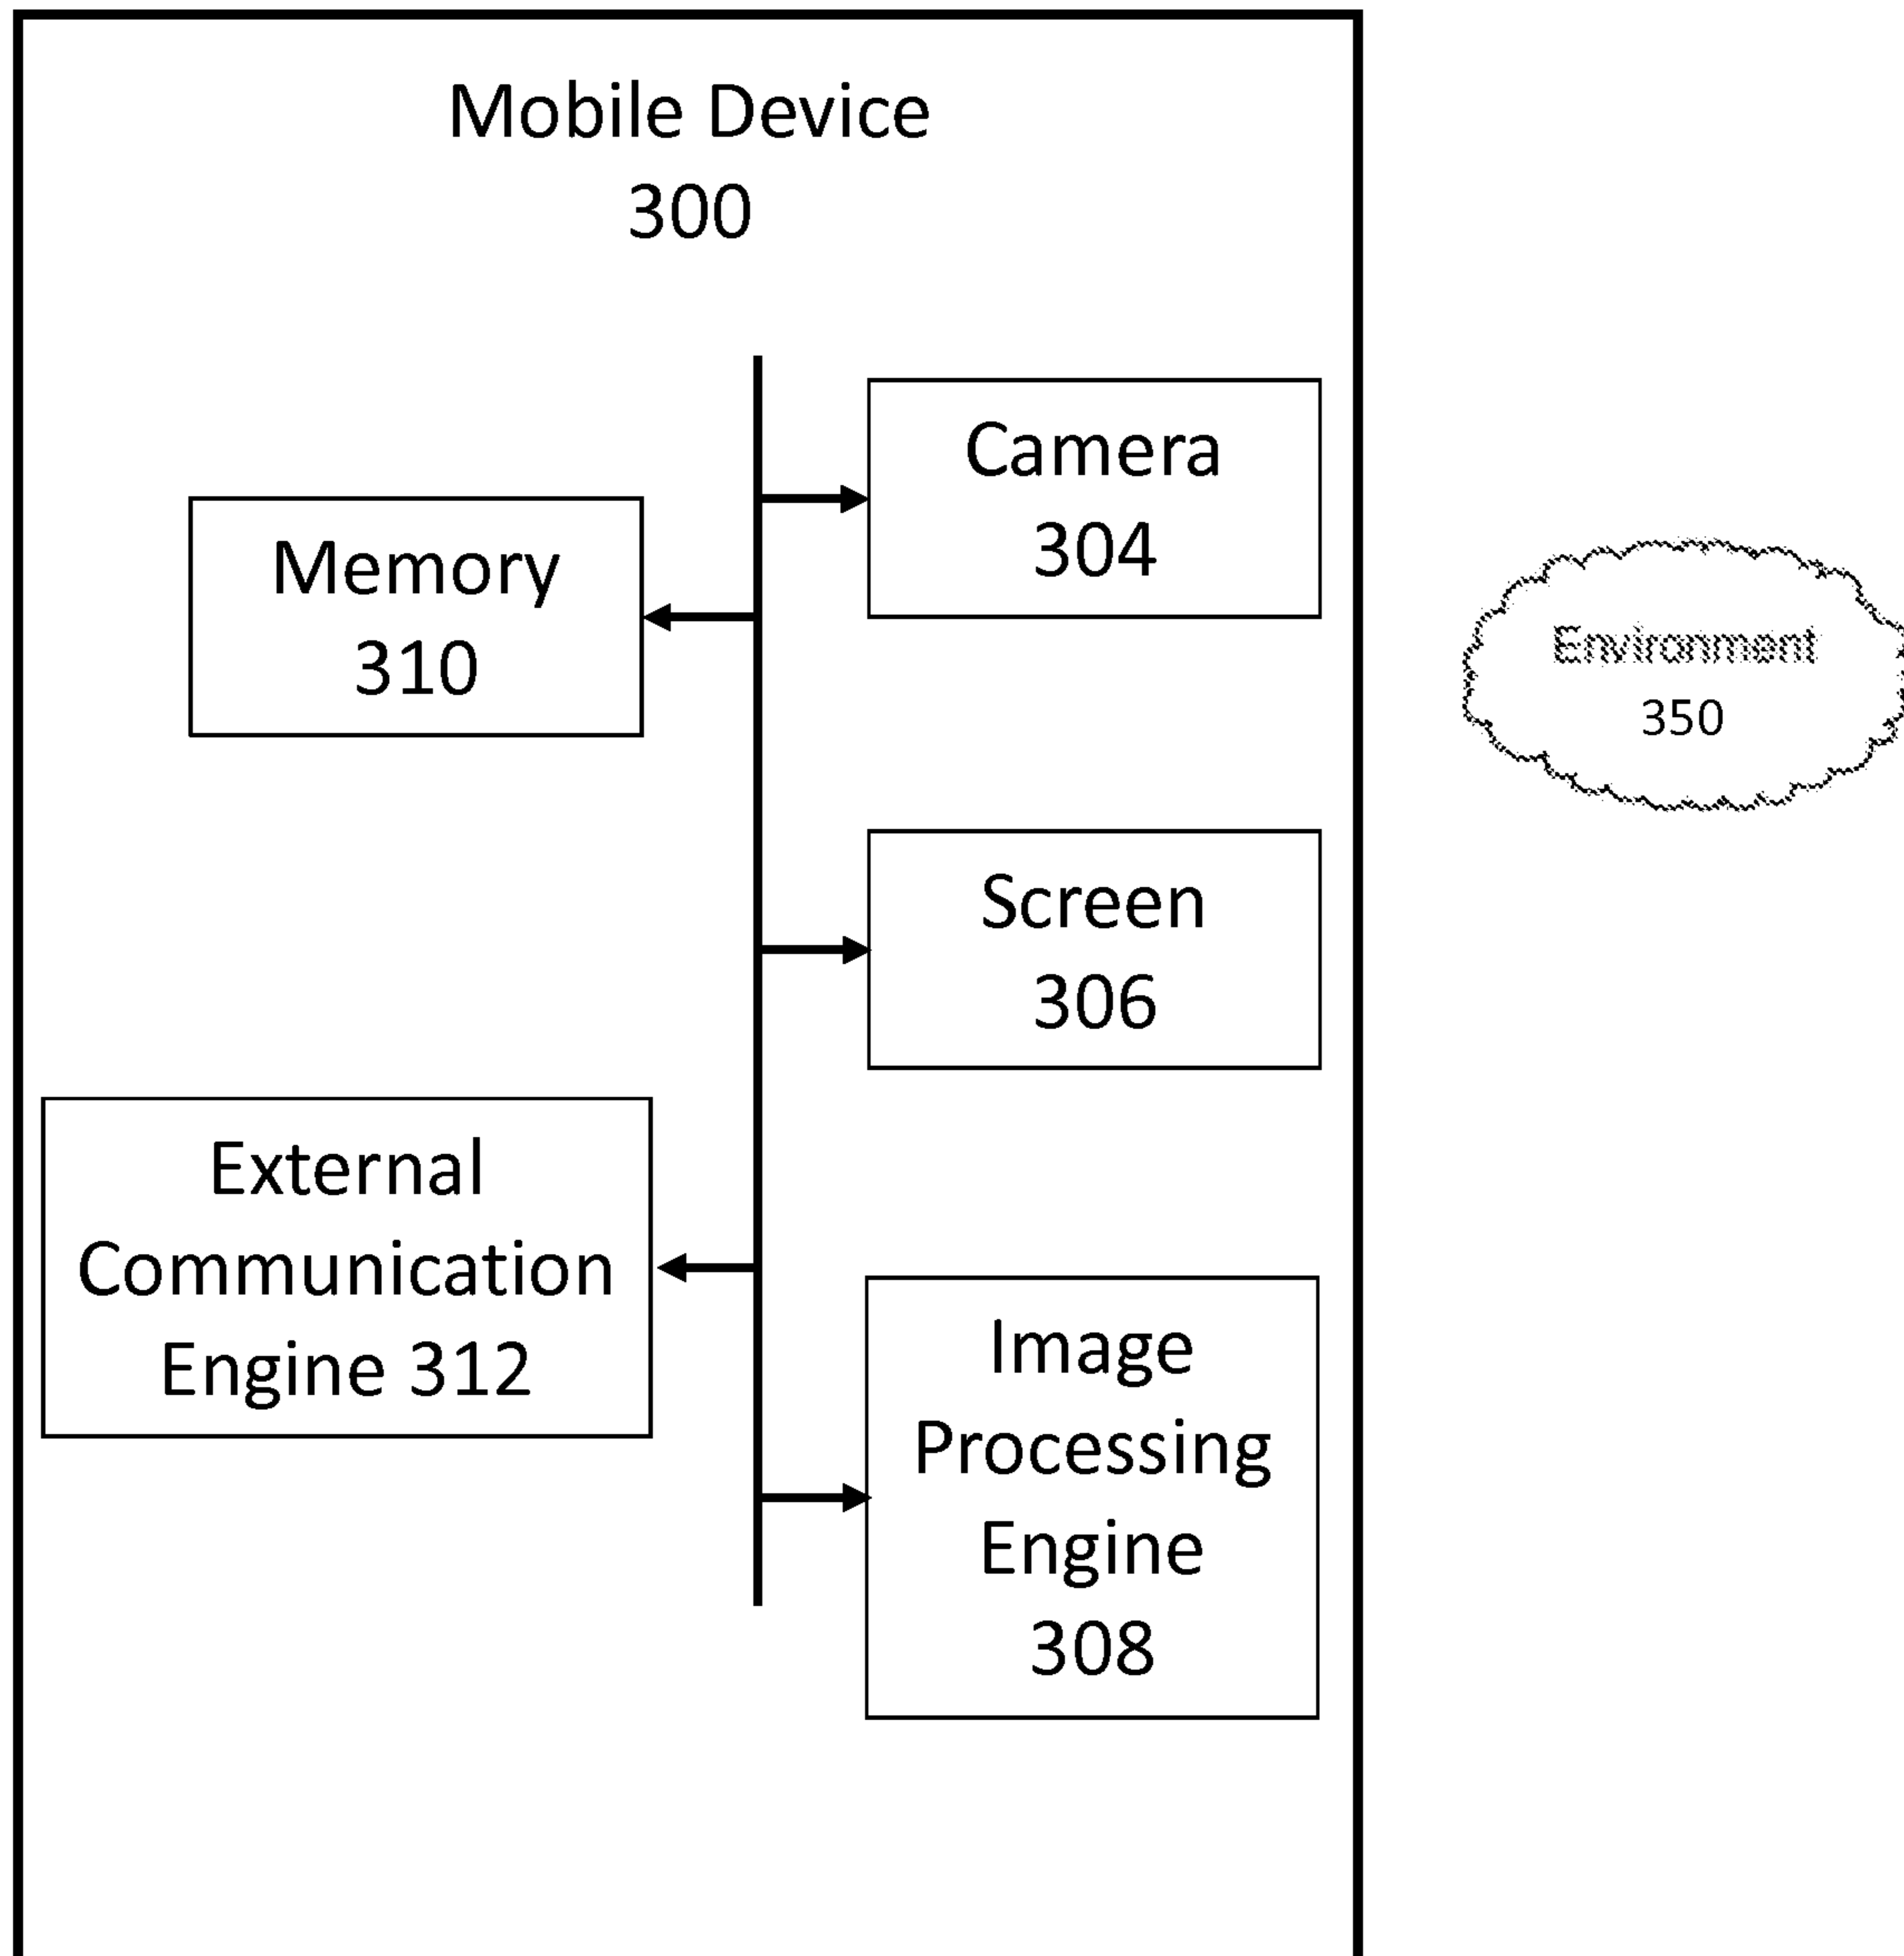 Mobile Device
300
Camera
304
Memory
310
Environment
350
Screen
306
External
Communication
Engine 312
Image
Processing
Engine
308